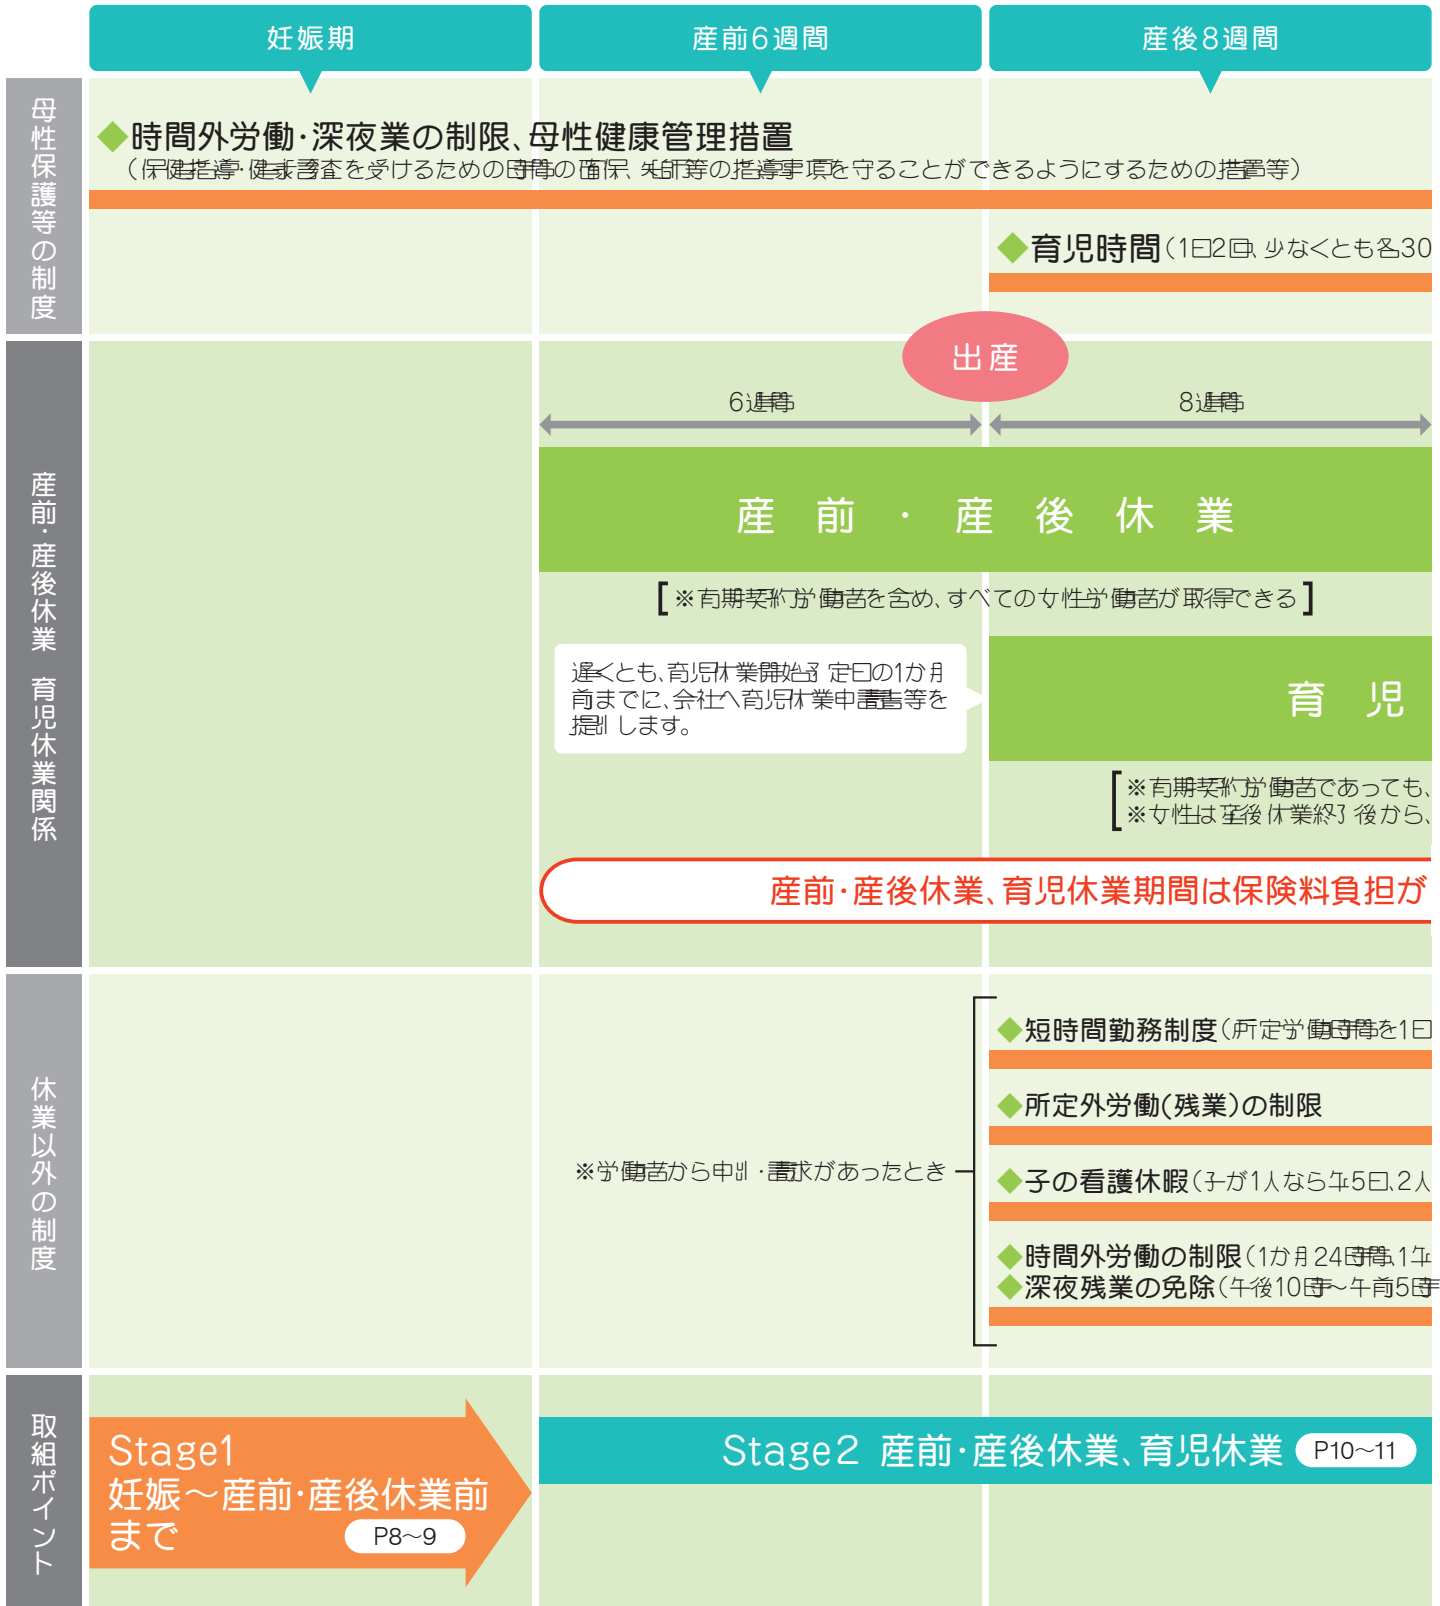 妊娠期
産前6週間
産後8週間
母性保護等の制度
◆時間外労働・深夜業の制限、母性健康管理措置
（保健指導・健康診査を受けるための時間の確保、医師等の指導事項を守ることができるようにするための措置等）
◆育児時間（1日2回、少なくとも各30
産前・産後休業 育児休業関係
出産
6週間
8週間
産前・産後休業
[※有期契約労働者を含め、すべての女性労働者が取得できる]
遅くとも、育児休業開始予定日の1か月
前までに、会社へ育児休業申請書等を
提出します。
育児
※有期契約労働者であっても、
※女性は産後休業終了後から、
産前・産後休業、育児休業期間は保険料負担が
休業以外の制度
※労働者から申出・請求があったとき
◆短時間勤務制度（所定労働時間を1日
◆所定外労働(残業)の制限
◆子の看護休暇（子が1人なら年5日、2人
◆時間外労働の制限（1か月24時間、1年
◆深夜残業の免除（午後10時～午前5時
取組ポイント
Stage1
妊娠～産前・産後休業前
まで P8～9
Stage2 産前・産後休業、育児休業 P10～11